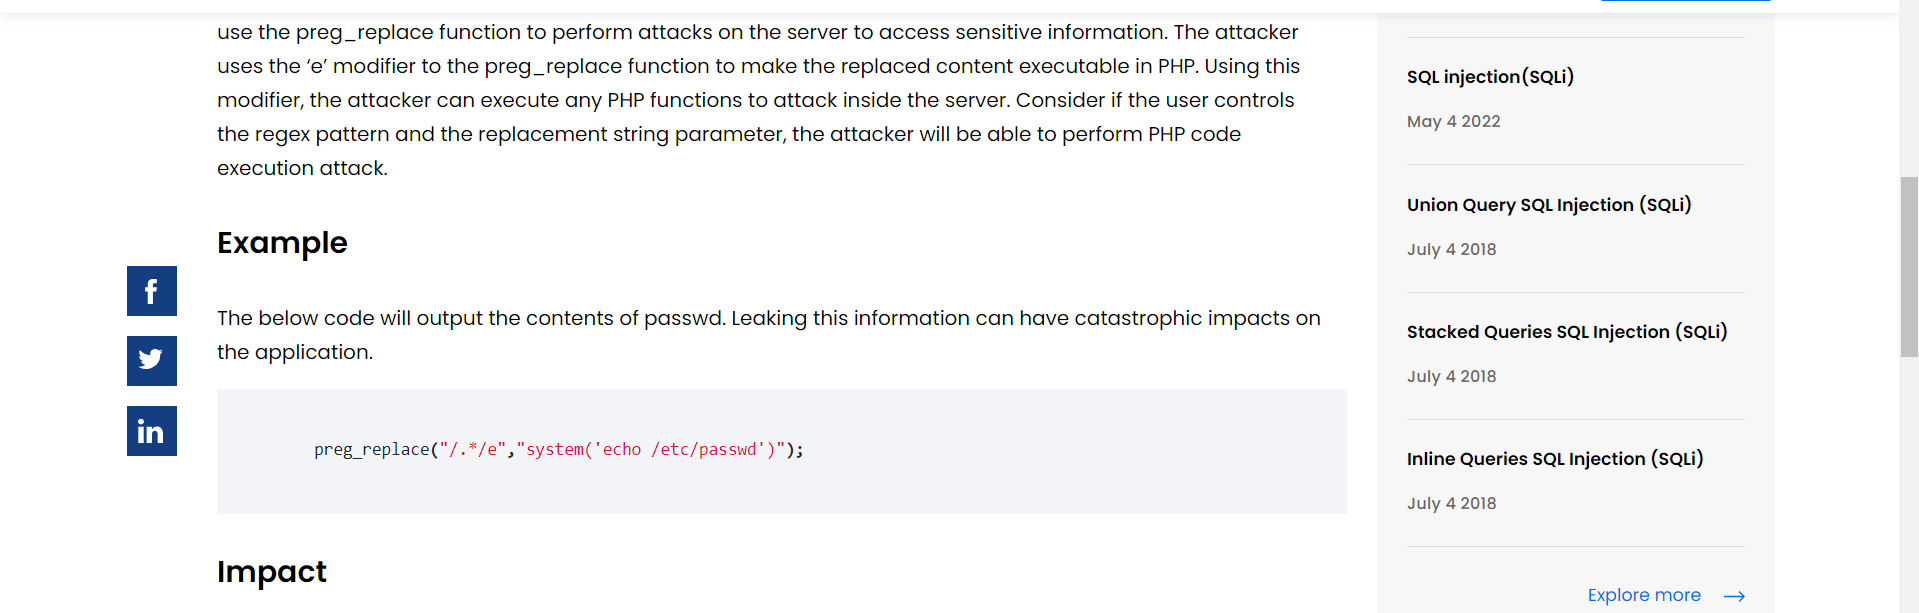 use the preg_replace function to perform attacks on the server to access sensitive information. The attacker
uses the ‘e’ modifier to the preg_replace function to make the replaced content executable in PHP. Using this
modifier, the attacker can execute any PHP functions to attack inside the server. Consider if the user controls
the regex pattern and the replacement string parameter, the attacker will be able to perform PHP code
execution attack.
Example
The below code will output the contents of passwd. Leaking this information can have catastrophic impacts on
the application.
preg_replace("/.*/e","system('echo /etc/passwd')");
Impact
SQL injection(SQLi)
May 4 2022
Union Query SQL Injection (SQLi)
July 4 2018
Stacked Queries SQL Injection (SQLi)
July 4 2018
Inline Queries SQL Injection (SQLi)
July 4 2018
Explore more